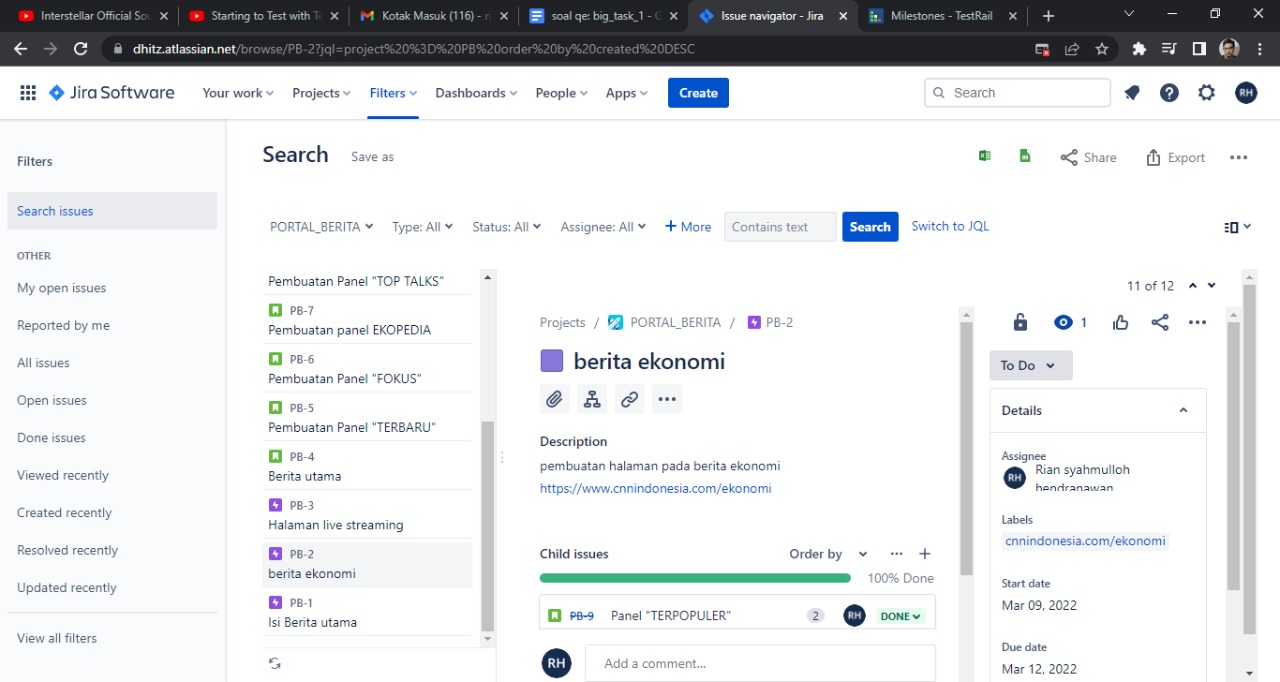 Interstellar Official Sou
Starting to Test with Te
Kotak Masuk (116) - ri
soal qe: big_task_1 - G
Issue navigator - Jira
Milestones - TestRail
dhitz.atlassian.net/browse/PB-2?jql=project%20%3D%20PB%20order%20by%20created%20DESC
Jira Software
Your work
Projects
Filters
Dashboards
People
Apps
Create
Search
RH
Filters
Search issues
OTHER
My open issues
Reported by me
All issues
Open issues
Done issues
Viewed recently
Created recently
Resolved recently
Updated recently
View all filters
Search
Save as
Share
Export
PORTAL_BERITA
Type: All
Status: All
Assignee: All
+ More
Contains text
Search
Switch to JQL
Pembuatan Panel "TOP TALKS"
PB-7
Pembuatan panel EKOPEDIA
PB-6
Pembuatan Panel "FOKUS"
PB-5
Pembuatan Panel "TERBARU"
PB-4
Berita utama
PB-3
Halaman live streaming
PB-2
berita ekonomi
PB-1
Isi Berita utama
11 of 12
Projects / PORTAL_BERITA / PB-2
1
berita ekonomi
Description
pembuatan halaman pada berita ekonomi
https://www.cnnindonesia.com/ekonomi
Child issues
Order by
100% Done
PB-9 Panel "TERPOPULER" 2 RH DONE
RH
Add a comment...
To Do
Details
Assignee
RH
Rian syahmulloh
hendranawan
Labels
cnnindonesia.com/ekonomi
Start date
Mar 09, 2022
Due date
Mar 12, 2022